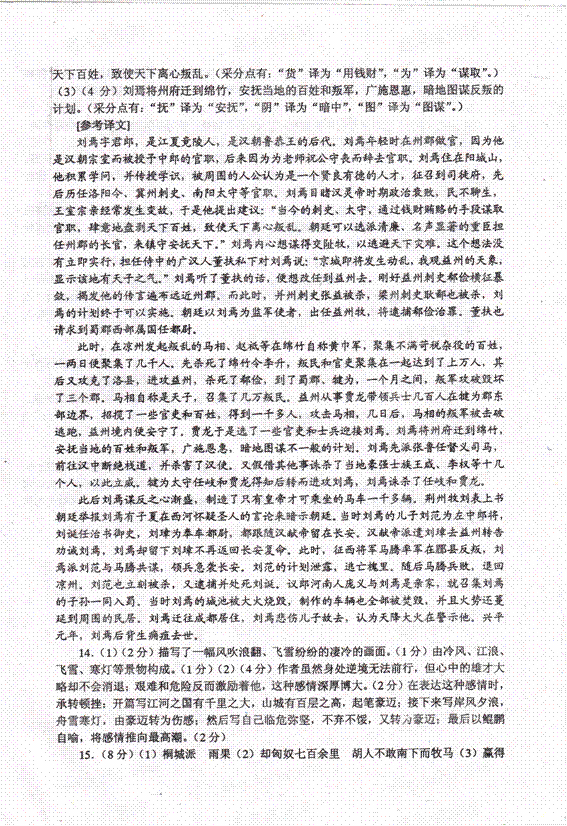 天下百姓，致使天下离心叛乱。（采分点有：“货”译为“用钱财”，“为”译为“谋取”。）
（3）（4 分）刘焉将州府迁到绵竹，安抚当地的百姓和叛军，广施恩惠，暗地图谋反叛的
计划。（采分点有：“抚”译为“安抚”，“阴”译为“暗中”，“图”译为“图谋”。）
[参考译文]
刘焉字君郎，是江夏竟陵人，是汉朝鲁恭王的后代。刘焉年轻时在州郡做官，因为他
是汉朝宗室而被授予中郎的官职，后来因为为老师祝公守丧而辞去官职。刘焉住在阳城山，
他积累学问，并传授学识，被周围的人公认为是一个贤良有德的人才，征召到司徒府，先
后历任洛阳令，冀州刺史、南阳太守等官职。刘焉目睹汉灵帝时期政治衰败，民不聊生，
王室宗亲经常发生变故，于是他提出建议：“当今的刺史、太守，通过钱财贿赂的手段谋取
官职，肆意地盘剥天下百姓，致使天下离心叛乱。朝廷可以选派清廉、名声显著的重臣担
任州郡的长官，来镇守安抚天下。”刘焉内心想谋得交阯牧，以逃避天下灾难。这个想法没
有立即实行，担任侍中的广汉人董扶私下对刘焉说：“京城即将发生动乱，我观益州的天象，
显示该地有天子之气。”刘焉听了董扶的话，便想改任到益州去。刚好益州刺史郗俭横征暴
敛，揭发他的传言遍布远近州郡。而此时，并州刺史张益被杀，梁州刺史耿鄙也被杀，刘
焉的计划终于可以实施。朝廷以刘焉为监军使者，出任益州牧，将逮捕郗俭治罪。董扶也
请求到蜀郡西部属国任都尉。
此时，在凉州发起叛乱的马相、赵祗等在绵竹自称黄巾军，聚集不满苛税杂役的百姓，
一两日便聚集了几千人。先杀死了绵竹令李升，叛民和官吏聚集在一起达到了上万人，其
后又攻克了洛县，进攻益州，杀死了郗俭，到了蜀郡、犍为，一个月之间，叛军攻破毁坏
了三个郡。马相自称是天子，召集了几万叛民。益州从事贾龙带领兵士几百人在犍为郡东
部边界，招揽了一些官吏和百姓，得到一千多人，攻击马相，几日后，马相的叛军被击破
逃跑，益州境内便安宁了。贾龙于是选了一些官吏和士兵迎接刘焉。刘焉将州府迁到绵竹，
安抚当地的百姓和叛军，广施恩惠，暗地图谋不一般的计划。刘焉先派张鲁任督义司马，
前往汉中断绝栈道，并杀害了汉使。又假借其他事诛杀了当地豪强士族王咸、李权等十几
个人，以此立威。犍为太守任岐和贾龙得知后转而进攻刘焉，刘焉诛杀了任岐和贾龙。
此后刘焉谋反之心渐盛，制造了只有皇帝才可乘坐的马车一千多辆。荆州牧刘表上书
朝廷举报刘焉有子夏在西河怀疑圣人的言论来暗示朝廷。当时刘焉的儿子刘范为左中郎将，
刘诞任治书御史，刘璋为奉车都尉，都跟随汉献帝留在长安。汉献帝派遣刘璋去益州转告
劝诫刘焉，刘焉却留下刘璋不再返回长安复命。此时，征西将军马腾率军在郿县反叛，刘
焉派刘范与马腾共谋，领兵急袭长安。刘范的计划泄露，逃亡槐里。随后马腾兵败，退回
凉州。刘范也立刻被杀，又逮捕并处死刘诞。议郎河南人庞义与刘焉是亲家，就召集刘焉
的子孙一同入蜀。当时刘焉的城池被大火烧毁，制作的车辆也全部被焚毁，并且火势还蔓
延到周围的民居。刘焉迁往成都居住，刘焉悲伤儿子故去，认为天降大火在警示他。兴平
元年，刘焉后背生痈疽去世。
14．（1）（2 分）描写了一幅风吹浪翻、飞雪纷纷的凄冷的画面。（1 分）由冷风、江浪、
飞雪、寒灯等景物构成。（1 分）（2）（4 分）作者虽然身处逆境无法前行，但心中的雄才大
略却不会消退；艰难和危险反而激励着他，这种感情深厚博大。（2 分）在表达这种感情时，
承转顿挫：开篇写江河之国有千里之大，山城有百层之高，起笔豪迈；接下来写岸风夕浪，
舟雪寒灯，由豪迈转为伤感；然后写自己临危弥坚，不弃不馁，又转为豪迈；最后以鲲鹏
自喻，将感情推向最高潮。（2 分）
15．（8 分）（1）桐城派　雨果（2）却匈奴七百余里　胡人不敢南下而牧马（3）赢得